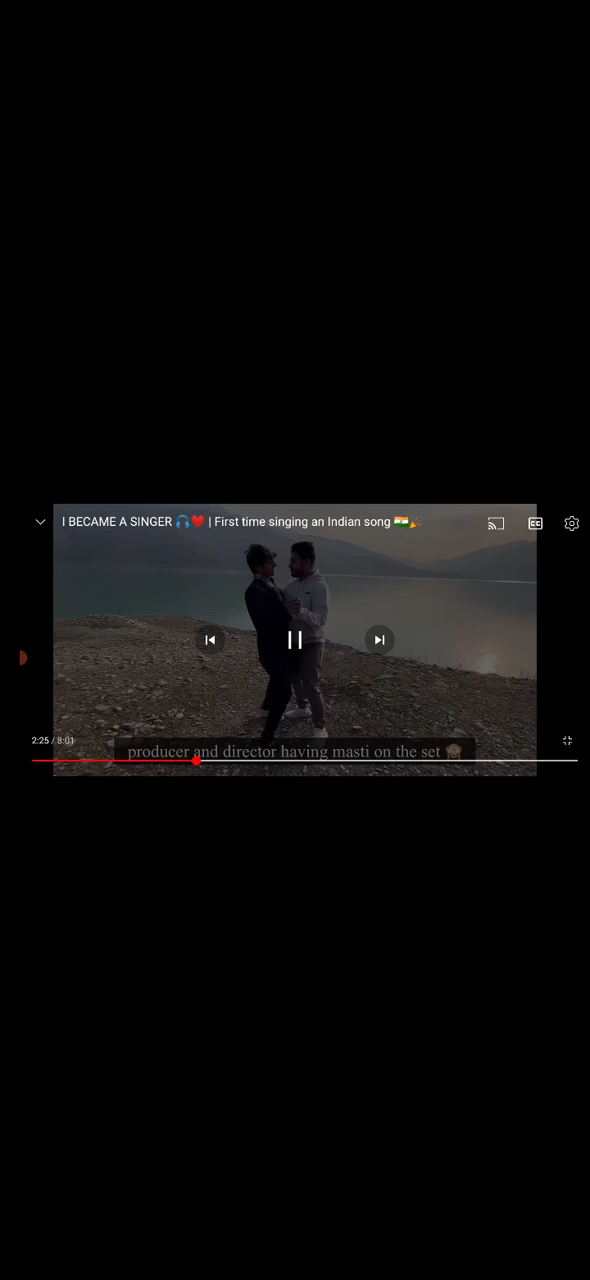 I BECAME A SINGER 🎧❤️ | First time singing an Indian song 🇮🇳🎉
CC
2:25 / 8:01
producer and director having masti on the set 🙈